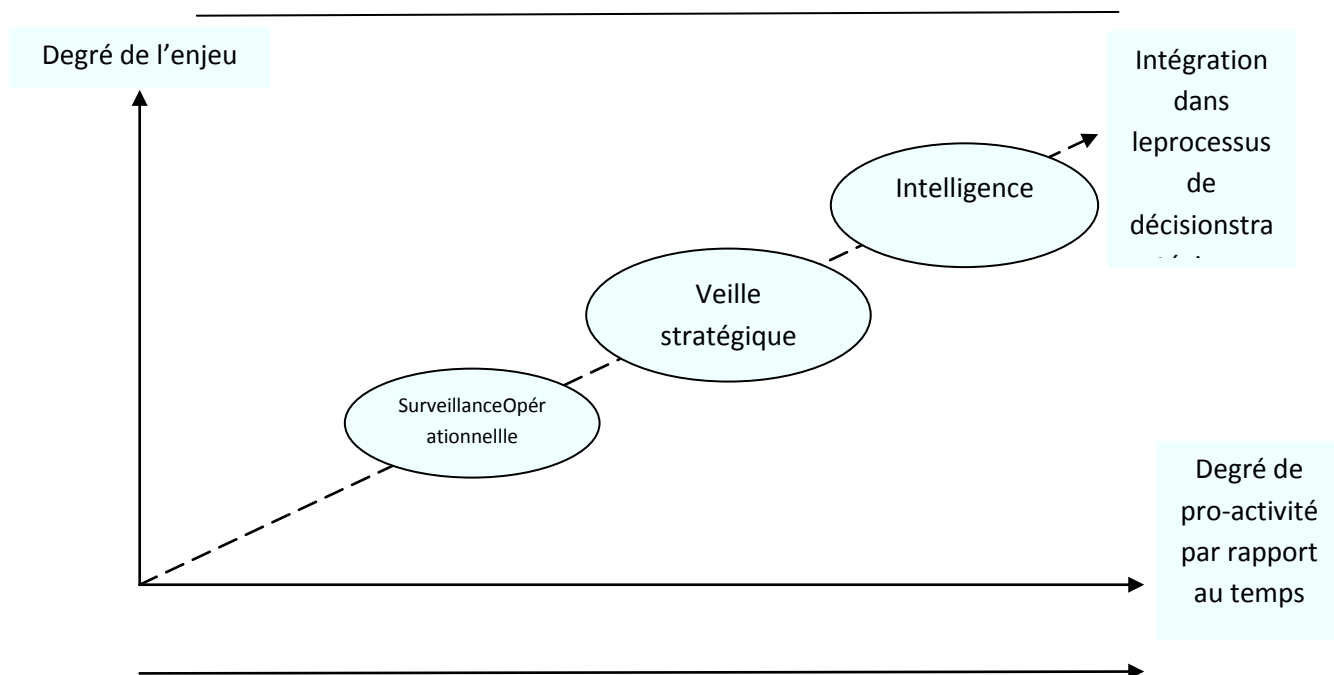 Degré de l’enjeu
Intégration
dans
leprocessus
de
décisionstra
Intelligence
Veille
stratégique
SurveillanceOpér
ationnellle
Degré de
pro-activité
par rapport
au temps